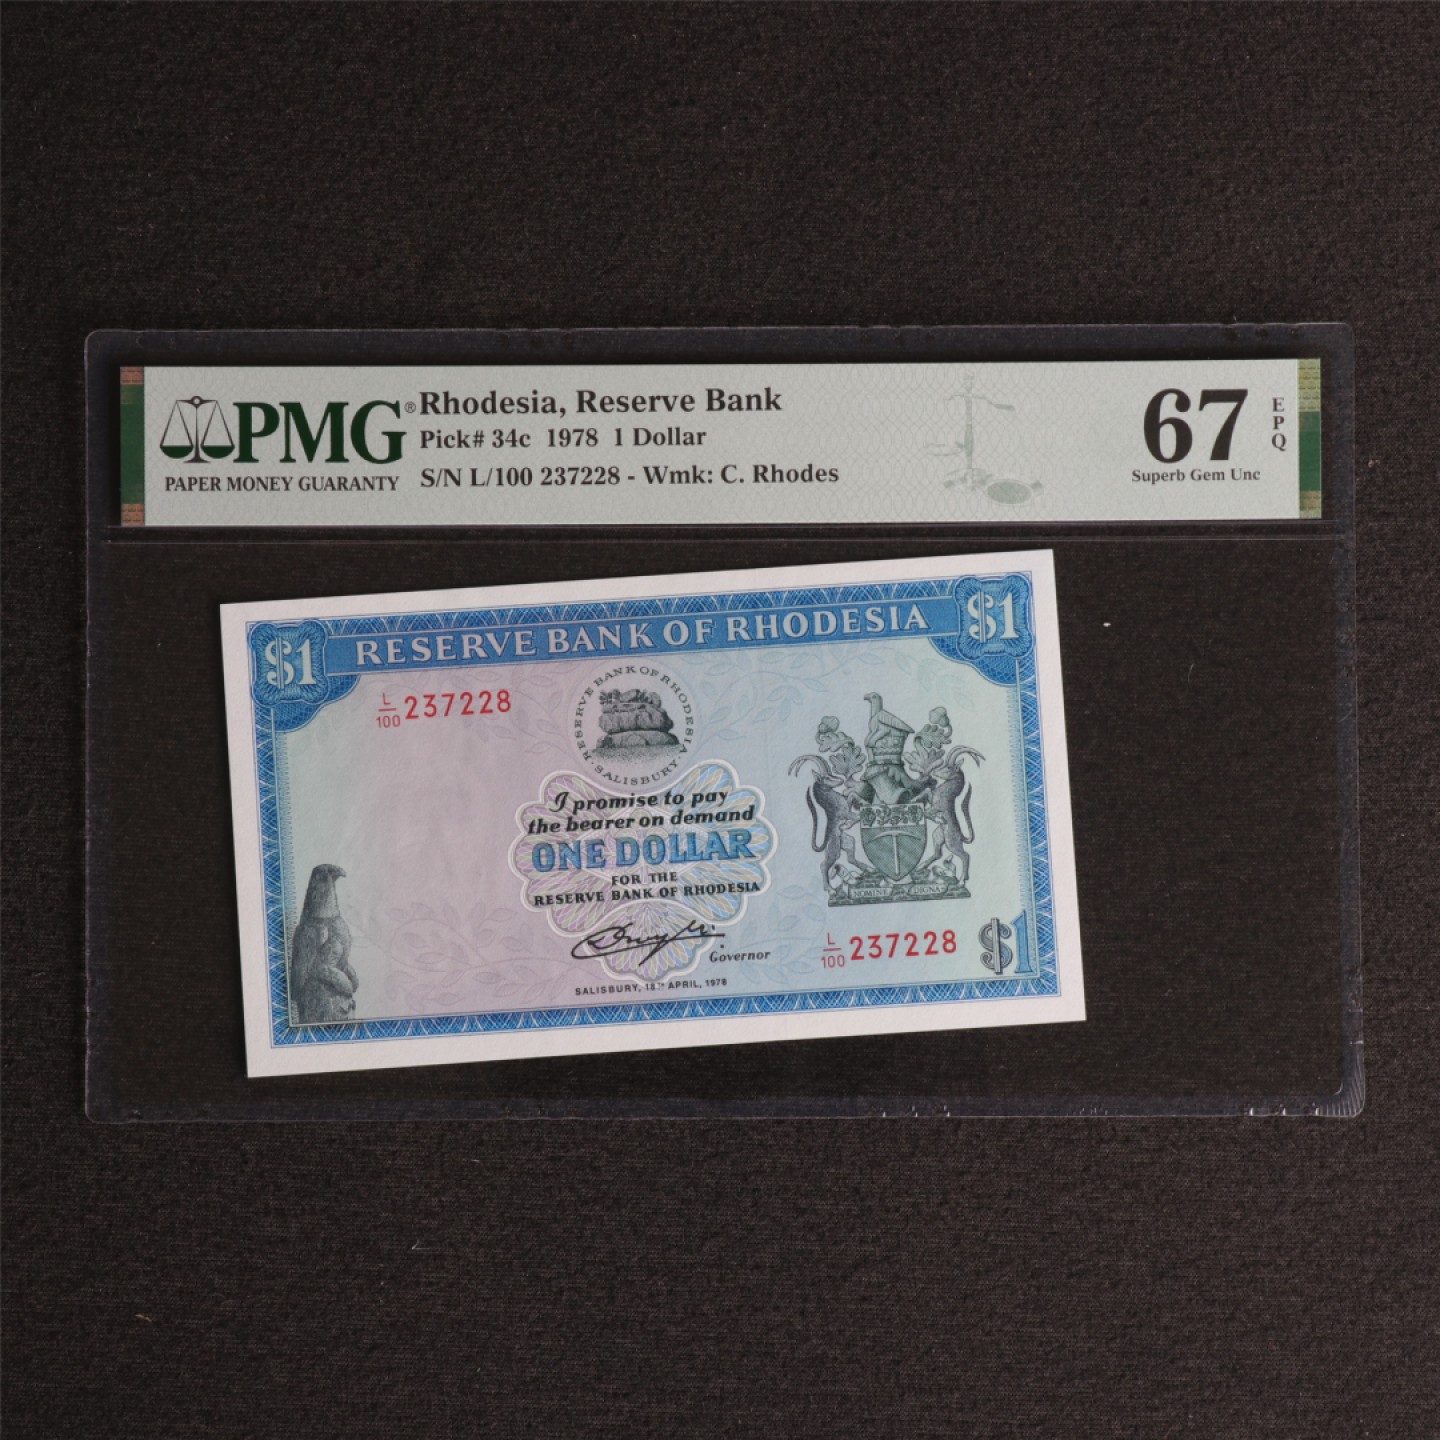 PMG®
PAPER MONEY GUARANTY
Rhodesia, Reserve Bank
Pick# 34c 1978 1 Dollar
S/N L/100 237228 - Wmk: C. Rhodes
67
EPQ
Superb Gem Unc
$1
RESERVE BANK OF RHODESIA
$1
L/100 237228
RESERVE BANK OF RHODESIA
· SALISBURY ·
I promise to pay
the bearer on demand
ONE DOLLAR
FOR THE
RESERVE BANK OF RHODESIA
Governor
SALISBURY, 18TH APRIL, 1978
NOMINE DIGNA
L/100 237228
$1